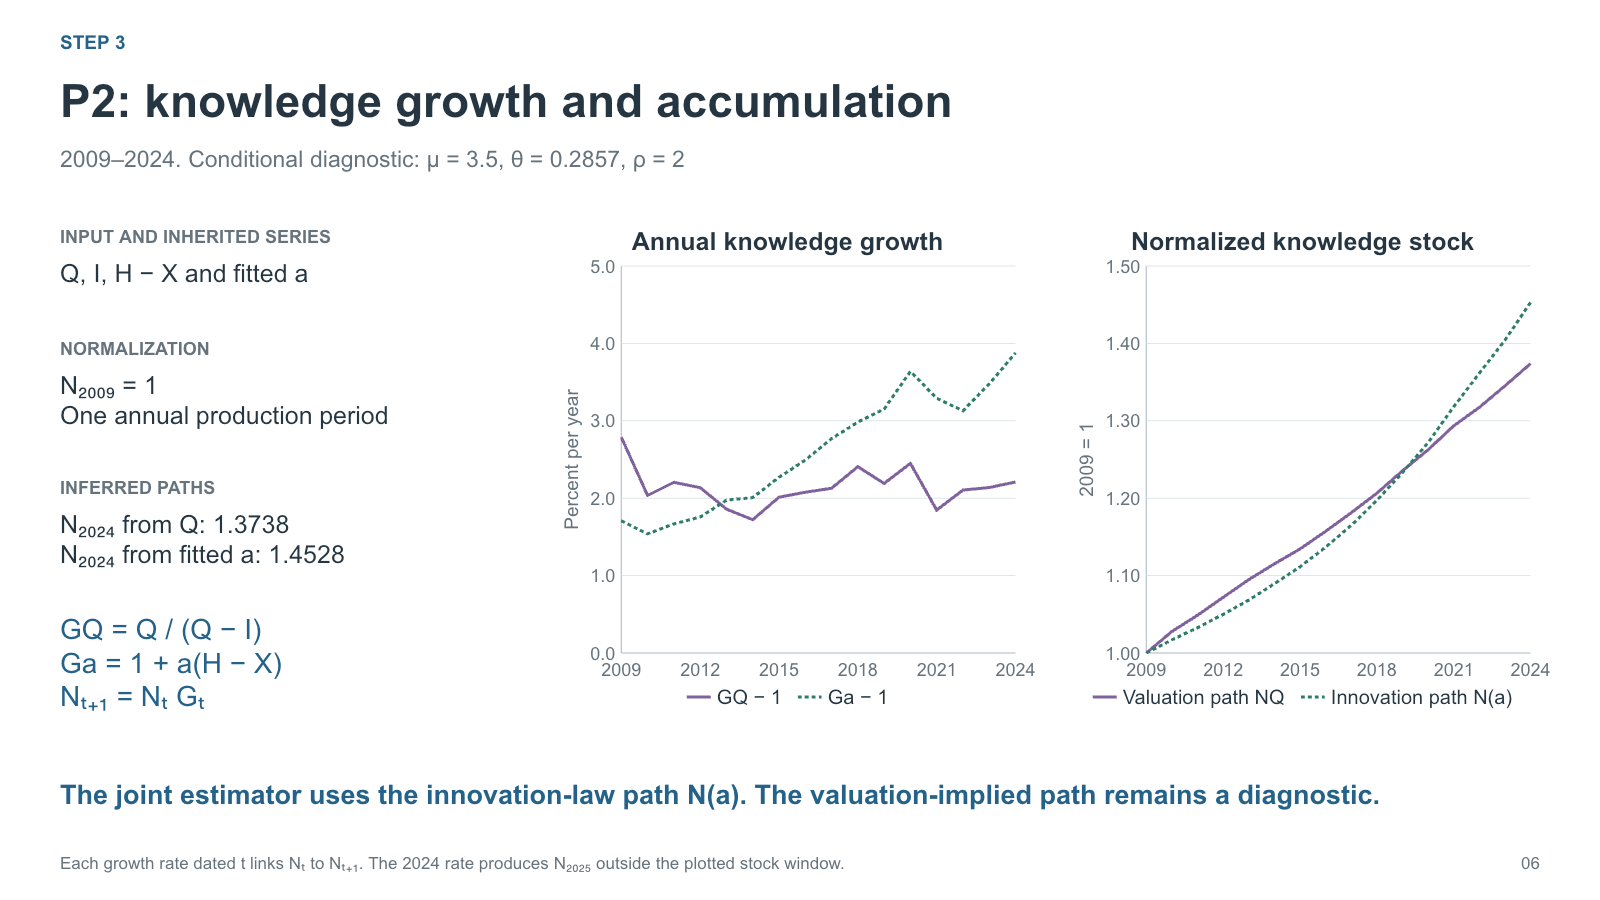 STEP 3
P2: knowledge growth and accumulation
2009–2024. Conditional diagnostic: μ = 3.5, θ = 0.2857, ρ = 2
INPUT AND INHERITED SERIES
Q, I, H − X and fitted a
NORMALIZATION
N₂₀₀₉ = 1
One annual production period
INFERRED PATHS
N₂₀₂₄ from Q: 1.3738
N₂₀₂₄ from fitted a: 1.4528
GQ = Q / (Q − I)
Ga = 1 + a(H − X)
Nₜ₊₁ = Nₜ Gₜ
Annual knowledge growth
Percent per year
5.0
4.0
3.0
2.0
1.0
0.0
2009 2012 2015 2018 2021 2024
GQ − 1 Ga − 1
Normalized knowledge stock
2009 = 1
1.50
1.40
1.30
1.20
1.10
1.00
2009 2012 2015 2018 2021 2024
Valuation path NQ Innovation path N(a)
The joint estimator uses the innovation-law path N(a). The valuation-implied path remains a diagnostic.
Each growth rate dated t links Nₜ to Nₜ₊₁. The 2024 rate produces N₂₀₂₅ outside the plotted stock window.
06